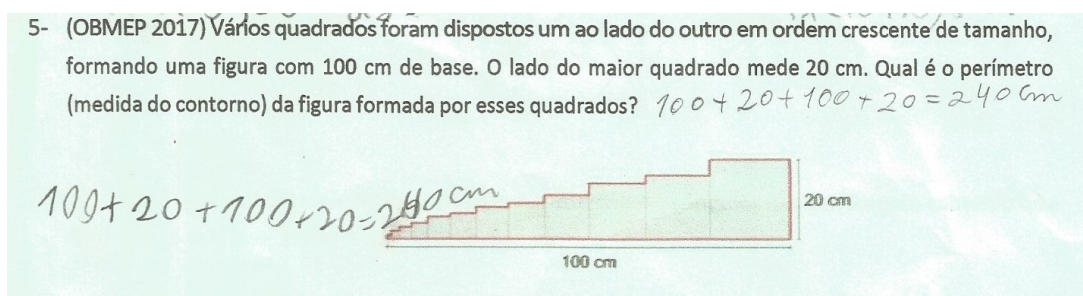 5- (OBMEP 2017) Vários quadrados foram dispostos um ao lado do outro em ordem crescente de tamanho,
formando uma figura com 100 cm de base. O lado do maior quadrado mede 20 cm. Qual é o perímetro
(medida do contorno) da figura formada por esses quadrados? 100+20+100+20=240 cm
100+20+100+20=240 cm
20 cm
100 cm